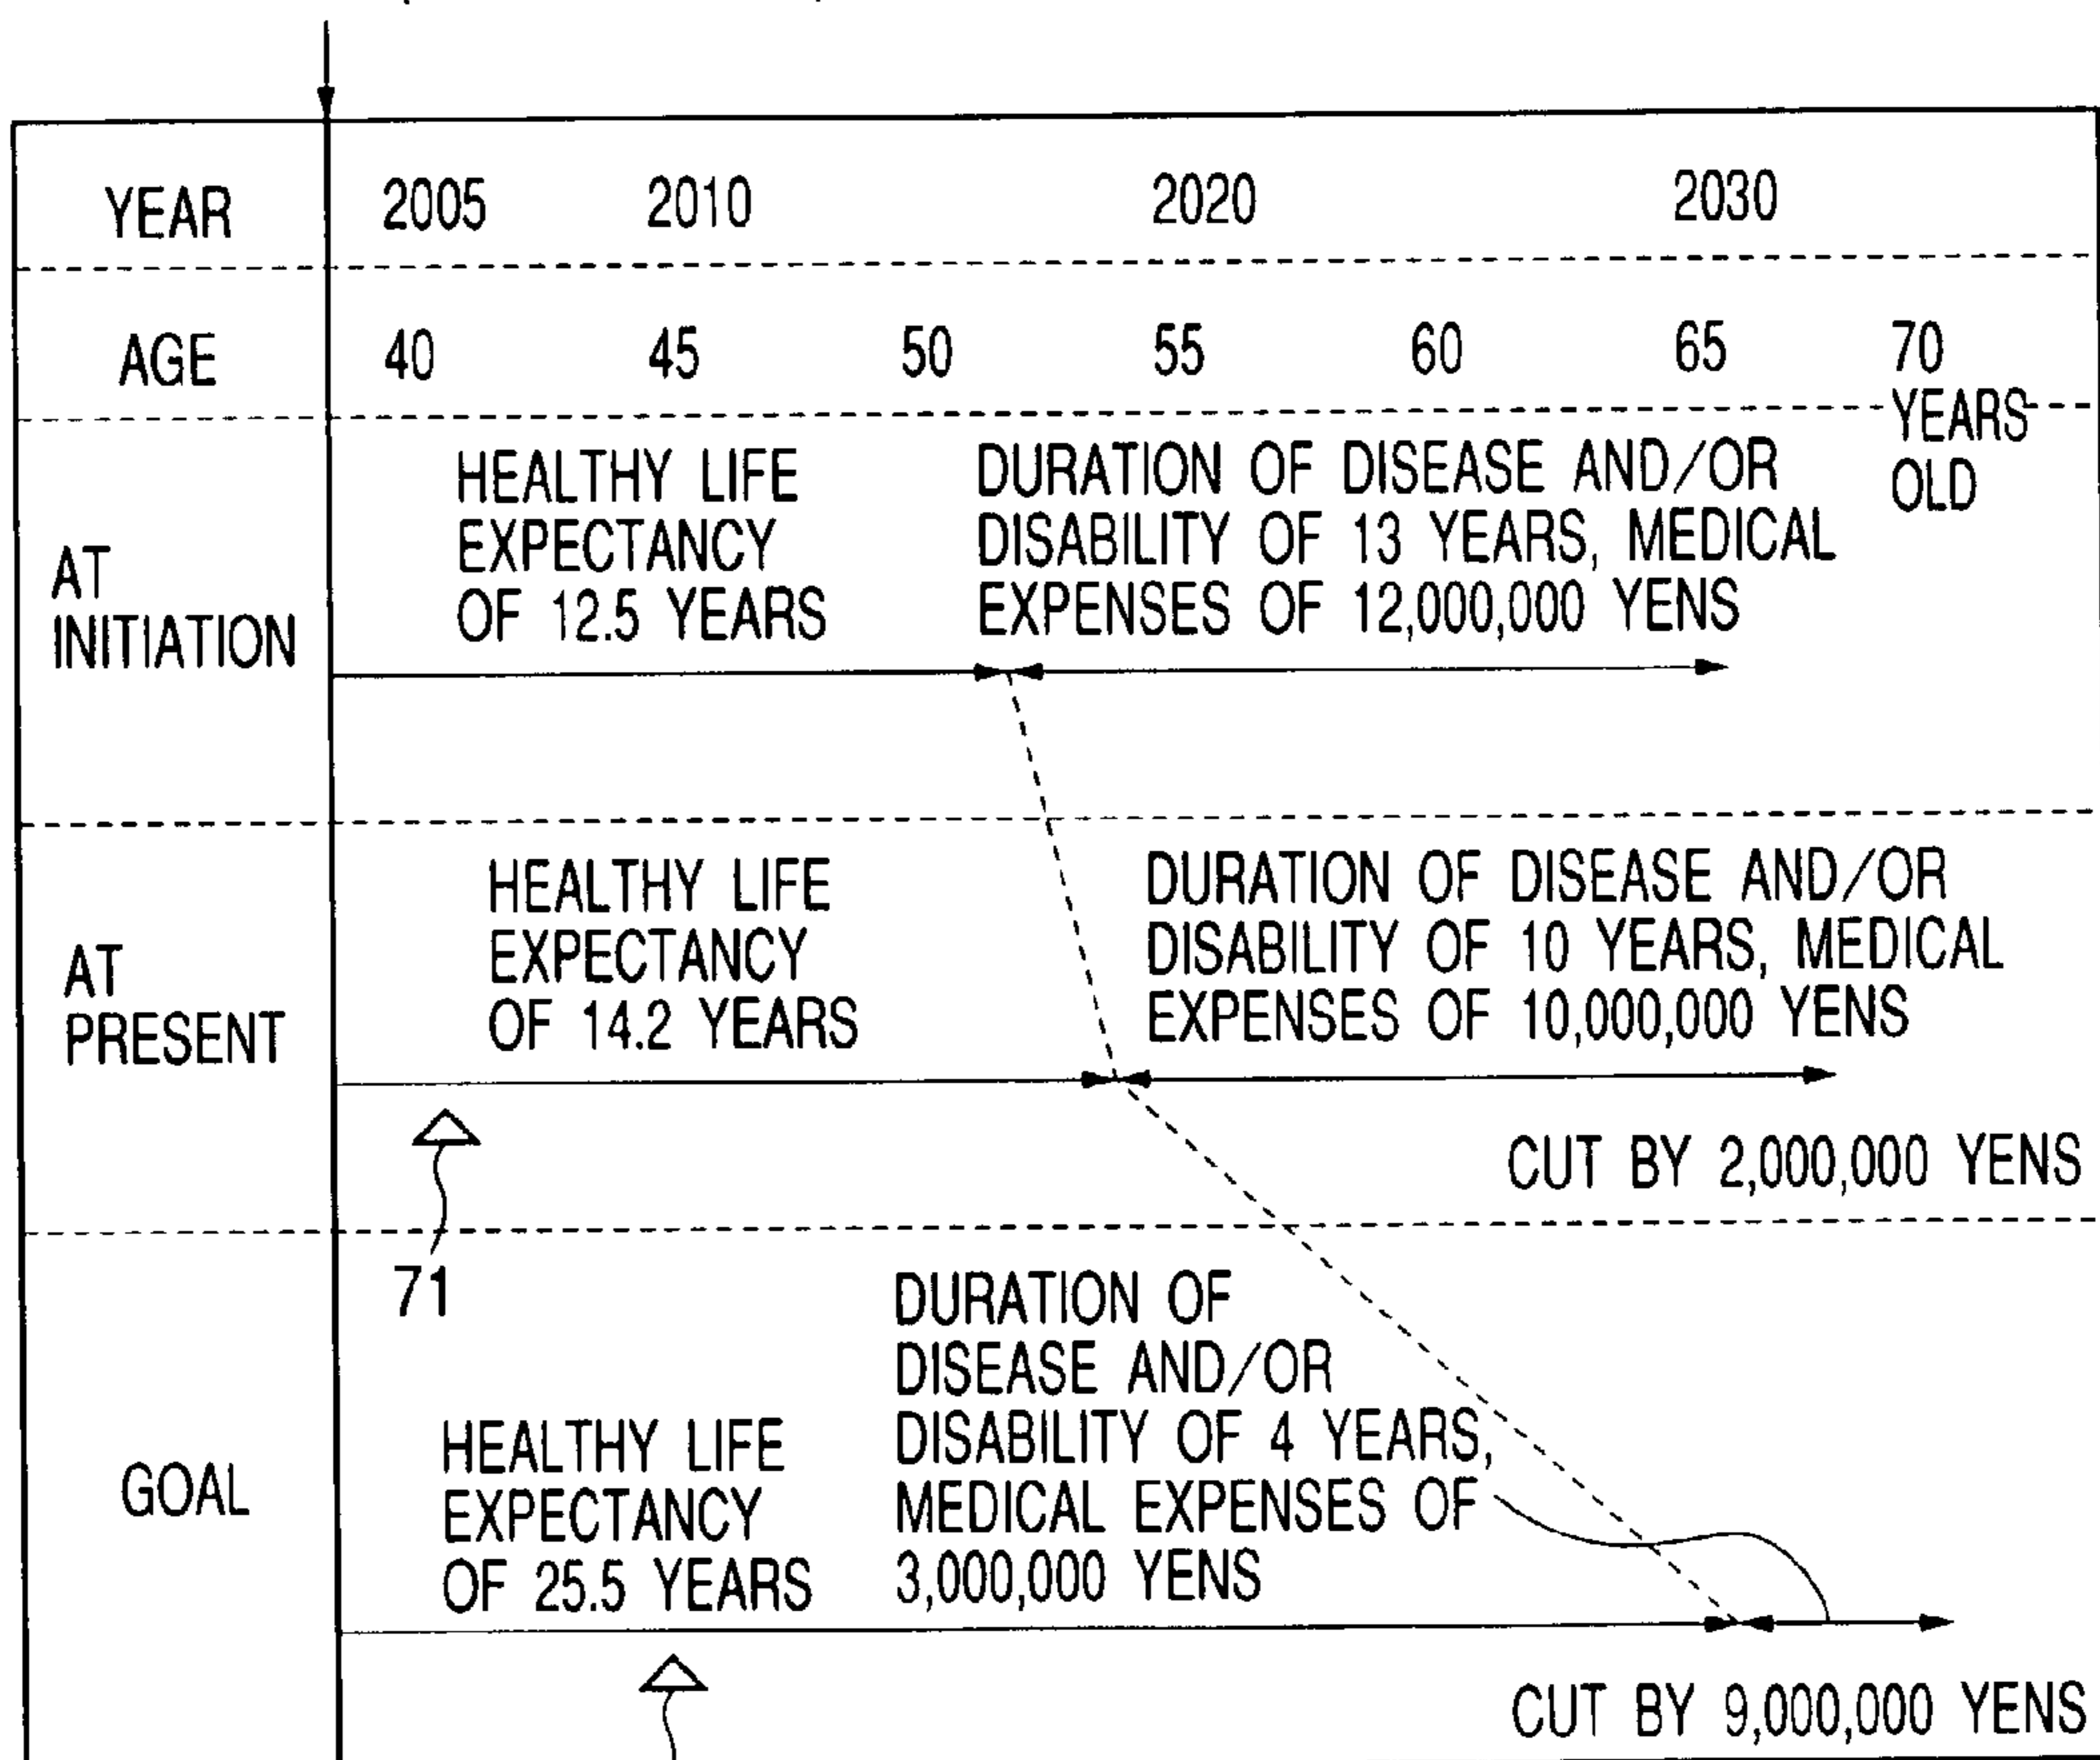 YEAR 2005 2010 2020 2030
AGE 40 45 50 55 60 65 70
YEARS
OLD
AT
INITIATION
HEALTHY LIFE
EXPECTANCY
OF 12.5 YEARS
DURATION OF DISEASE AND/OR
DISABILITY OF 13 YEARS, MEDICAL
EXPENSES OF 12,000,000 YENS
AT
PRESENT
HEALTHY LIFE
EXPECTANCY
OF 14.2 YEARS
DURATION OF DISEASE AND/OR
DISABILITY OF 10 YEARS, MEDICAL
EXPENSES OF 10,000,000 YENS
CUT BY 2,000,000 YENS
71
GOAL
HEALTHY LIFE
EXPECTANCY
OF 25.5 YEARS
DURATION OF
DISEASE AND/OR
DISABILITY OF 4 YEARS,
MEDICAL EXPENSES OF
3,000,000 YENS
CUT BY 9,000,000 YENS